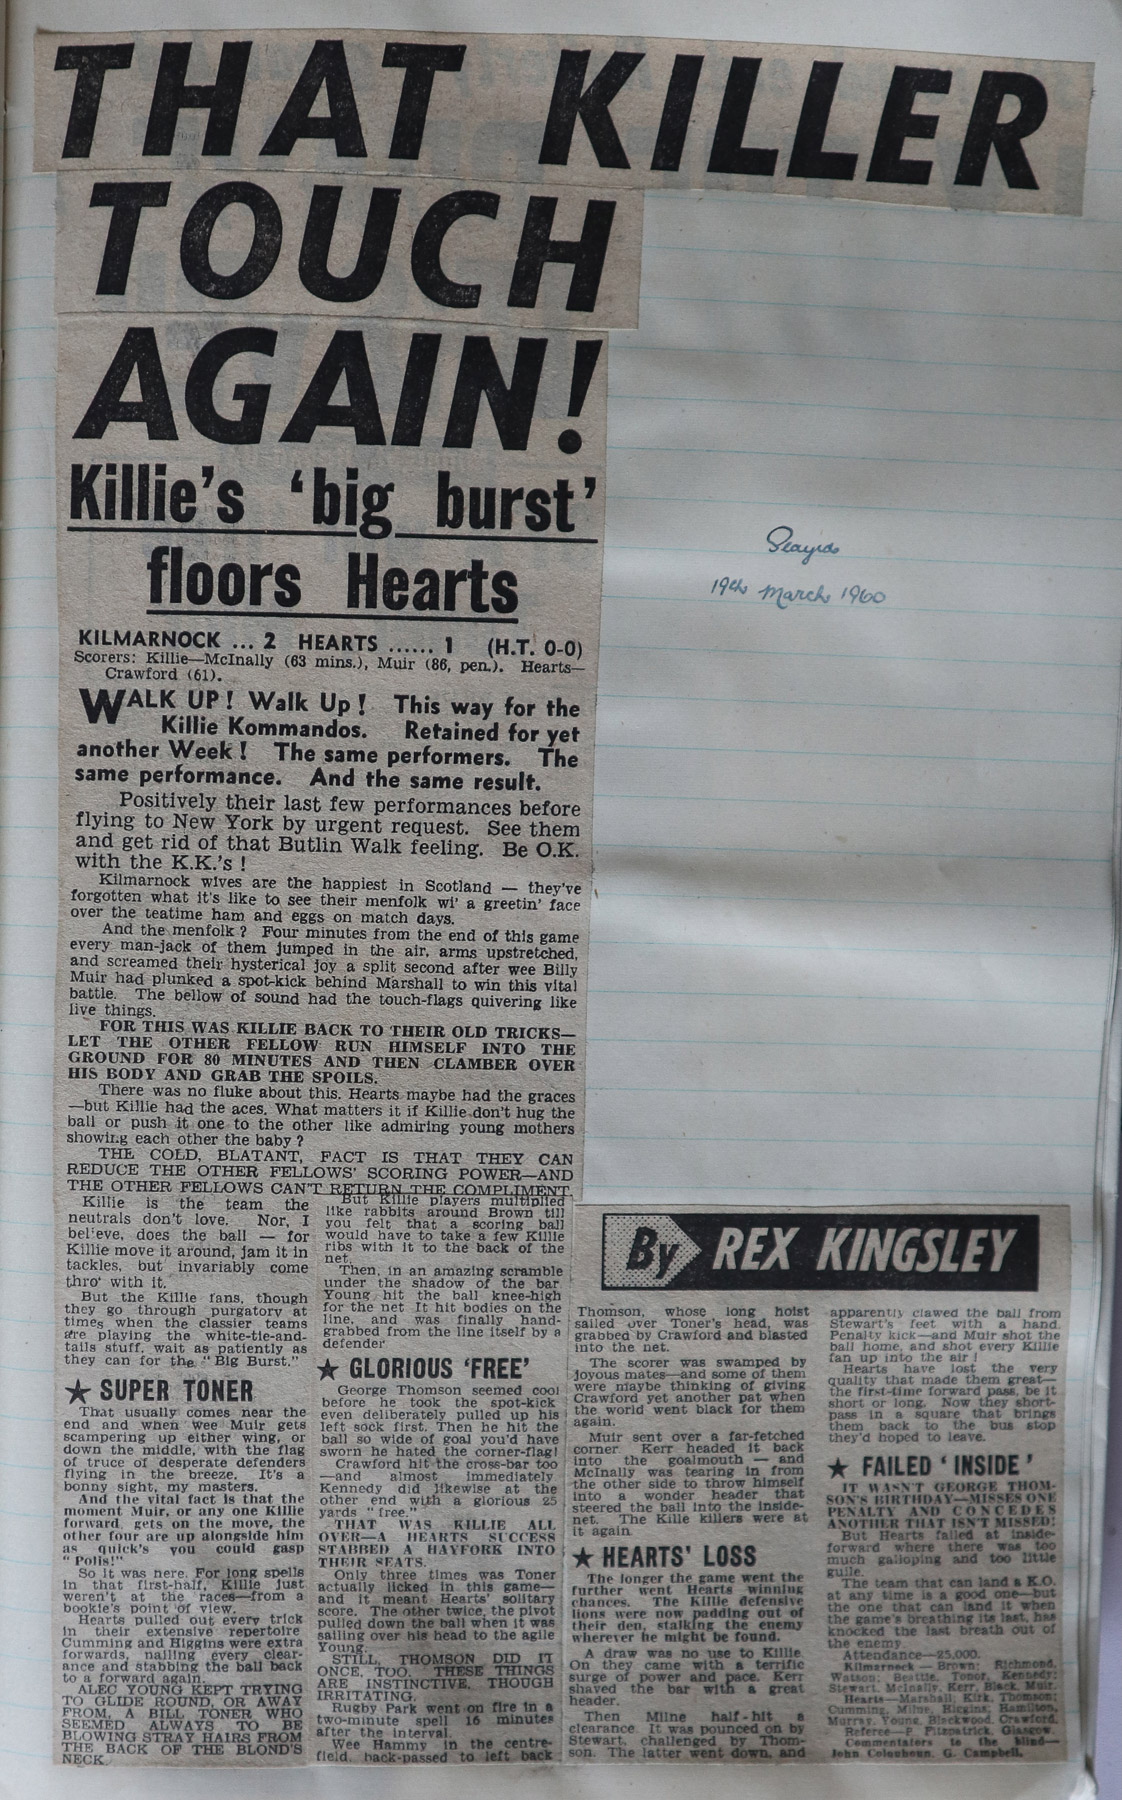 THAT KILLER
TOUCH
AGAIN!
Killie's 'big burst'
floors Hearts
19th March 1960
KILMARNOCK ... 2 HEARTS ...... 1 (H.T. 0-0)
Scorers: Killie—McInally (63 mins.), Muir (86, pen.). Hearts—
Crawford (61).
WALK UP! Walk Up! This way for the
Killie Kommandos. Retained for yet
another Week! The same performers. The
same performance. And the same result.
Positively their last few performances before
flying to New York by urgent request. See them
and get rid of that Butlin Walk feeling. Be O.K.
with the K.K.'s!
Kilmarnock wives are the happiest in Scotland — they've
forgotten what it's like to see their menfolk wi' a greetin' face
over the teatime ham and eggs on match days.
And the menfolk? Four minutes from the end of this game
every man-jack of them jumped in the air, arms upstretched,
and screamed their hysterical joy a split second after wee Billy
Muir had plunked a spot-kick behind Marshall to win this vital
battle. The bellow of sound had the touch-flags quivering like
live things.
FOR THIS WAS KILLIE BACK TO THEIR OLD TRICKS—
LET THE OTHER FELLOW RUN HIMSELF INTO THE
GROUND FOR 80 MINUTES AND THEN CLAMBER OVER
HIS BODY AND GRAB THE SPOILS.
There was no fluke about this. Hearts maybe had the graces
—but Killie had the aces. What matters it if Killie don't hug the
ball or push it one to the other like admiring young mothers
showing each other the baby?
THE COLD, BLATANT, FACT IS THAT THEY CAN
REDUCE THE OTHER FELLOWS' SCORING POWER—AND
THE OTHER FELLOWS CAN'T RETURN THE COMPLIMENT.
Killie is the team the
neutrals don't love. Nor, I
believe, does the ball — for
Killie move it around, jam it in
tackles, but invariably come
thro' with it.
But the Killie fans, though
they go through purgatory at
times when the classier teams
are playing the white-tie-and-
tails stuff, wait as patiently as
they can for the "Big Burst."
★ SUPER TONER
That usually comes near the
end and when wee Muir gets
scampering up either wing, or
down the middle, with the flag
of truce of desperate defenders
flying in the breeze. It's a
bonny sight, my masters.
And the vital fact is that the
moment Muir, or any one Killie
forward gets on the move, the
other four are up alongside him
as quick's you could gasp
"Polis!"
So it was here. For long spells
in that first-half, Killie just
weren't at the races—from a
bookie's point of view.
Hearts pulled out every trick
in their extensive repertoire
Cumming and Higgins were extra
forwards, nailing every clear-
ance and stabbing the ball back
to a forward again.
ALEC YOUNG KEPT TRYING
TO GLIDE ROUND, OR AWAY
FROM, A BILL TONER WHO
SEEMED ALWAYS TO BE
BLOWING STRAY HAIRS FROM
THE BACK OF THE BLOND'S
NECK.
But Killie players multiplied
like rabbits around Brown till
you felt that a scoring ball
would have to take a few Killie
ribs with it to the back of the
net.
Then, in an amazing scramble
under the shadow of the bar
Young hit the ball knee-high
for the net It hit bodies on the
line, and was finally hand-
grabbed from the line itself by a
defender
★ GLORIOUS 'FREE'
George Thomson seemed cool
before he took the spot-kick
even deliberately pulled up his
left sock first. Then he hit the
ball so wide of goal you'd have
sworn he hated the corner-flag!
Crawford hit the cross-bar too
—and almost immediately
Kennedy did likewise at the
other end with a glorious 25
yards "free."
THAT WAS KILLIE ALL
OVER—A HEARTS SUCCESS
STABBED A HAYFORK INTO
THEIR SEATS.
Only three times was Toner
actually licked in this game—
and it meant Hearts' solitary
score. The other twice, the pivot
pulled down the ball when it was
sailing over his head to the agile
Young.
STILL, THOMSON DID IT
ONCE, TOO. THESE THINGS
ARE INSTINCTIVE, THOUGH
IRRITATING.
Rugby Park went on fire in a
two-minute spell 16 minutes
after the interval.
Wee Hammy in the centre-
field, back-passed to left back
By REX KINGSLEY
Thomson, whose long hoist
sailed over Toner's head, was
grabbed by Crawford and blasted
into the net.
The scorer was swamped by
joyous mates—and some of them
were maybe thinking of giving
Crawford yet another pat when
the world went black for them
again.
Muir sent over a far-fetched
corner Kerr headed it back
into the goalmouth — and
McInally was tearing in from
the other side to throw himself
into a wonder header that
steered the ball into the inside-
net. The Kille killers were at
it again
★ HEARTS' LOSS
The longer the game went the
further went Hearts winning
chances. The Killie defensive
lions were now padding out of
their den, stalking the enemy
wherever he might be found.
A draw was no use to Killie.
On they came with a terrific
surge of power and pace. Kerr
shaved the bar with a great
header.
Then Milne half-hit a
clearance. It was pounced on by
Stewart, challenged by Thom-
son. The latter went down, and
apparently clawed the ball from
Stewart's feet with a hand.
Penalty kick—and Muir shot the
ball home, and shot every Killie
fan up into the air!
Hearts have lost the very
quality that made them great—
the first-time forward pass, be it
short or long. Now they short-
pass in a square that brings
them back to the bus stop
they'd hoped to leave.
★ FAILED 'INSIDE'
IT WASN'T GEORGE THOM-
SON'S BIRTHDAY—MISSES ONE
PENALTY AND CONCEDES
ANOTHER THAT ISN'T MISSED!
But Hearts failed at inside-
forward where there was too
much galloping and too little
guile.
The team that can land a K.O.
at any time is a good one—but
the one that can land it when
the game's breathing its last, has
knocked the last breath out of
the enemy.
Attendance—25,000.
Kilmarnock — Brown; Richmond,
Watson; Beattie, Toner, Kennedy;
Stewart, McInally, Kerr, Black, Muir.
Hearts—Marshall; Kirk, Thomson;
Cumming, Milne, Higgins; Hamilton,
Murray, Young, Blackwood, Crawford.
Referee—P. Fitzpatrick, Glasgow.
Commentators to the blind—
John Colquhoun, G. Campbell.